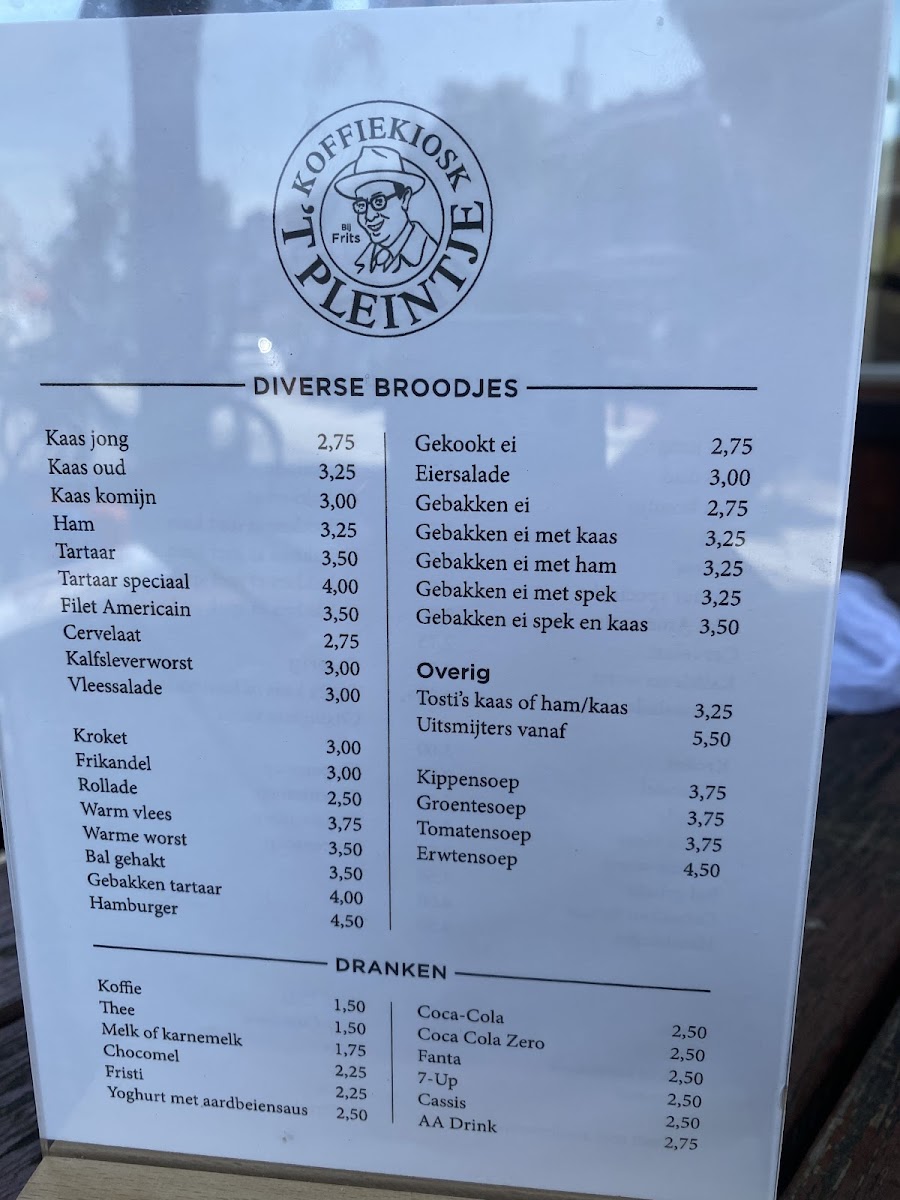 KOFFIEKIOSK
'T PLEINTJE
Bij
Frits
DIVERSE BROODJES
Kaas jong 2,75
Kaas oud 3,25
Kaas komijn 3,00
Ham 3,25
Tartaar 3,50
Tartaar speciaal 4,00
Filet Americain 3,50
Cervelaat 2,75
Kalfsleverworst 3,00
Vleessalade 3,00
Kroket 3,00
Frikandel 3,00
Rollade 2,50
Warm vlees 3,75
Warme worst 3,50
Bal gehakt 3,50
Gebakken tartaar 4,00
Hamburger 4,50
Gekookt ei 2,75
Eiersalade 3,00
Gebakken ei 2,75
Gebakken ei met kaas 3,25
Gebakken ei met ham 3,25
Gebakken ei met spek 3,25
Gebakken ei spek en kaas 3,50
Overig
Tosti's kaas of ham/kaas 3,25
Uitsmijters vanaf 5,50
Kippensoep 3,75
Groentesoep 3,75
Tomatensoep 3,75
Erwtensoep 4,50
DRANKEN
Koffie 1,50
Thee 1,50
Melk of karnemelk 1,75
Chocomel 2,25
Fristi 2,25
Yoghurt met aardbeiensaus 2,50
Coca-Cola 2,50
Coca Cola Zero 2,50
Fanta 2,50
7-Up 2,50
Cassis 2,50
AA Drink 2,75